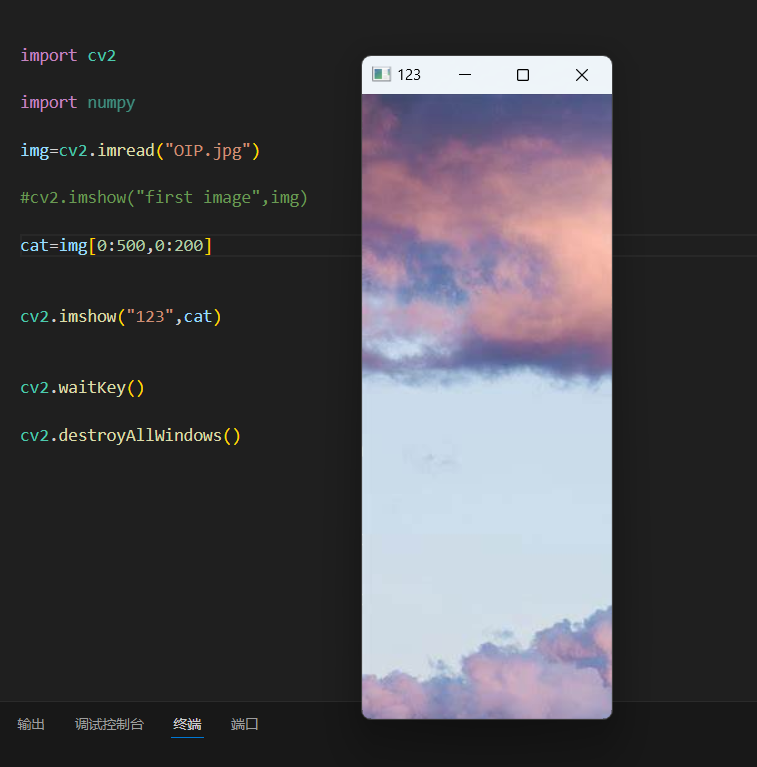 import cv2
import numpy
img=cv2.imread("OIP.jpg")
#cv2.imshow("first image",img)
cat=img[0:500,0:200]
cv2.imshow("123",cat)
cv2.waitKey()
cv2.destroyAllWindows()
123
输出 调试控制台 终端 端口